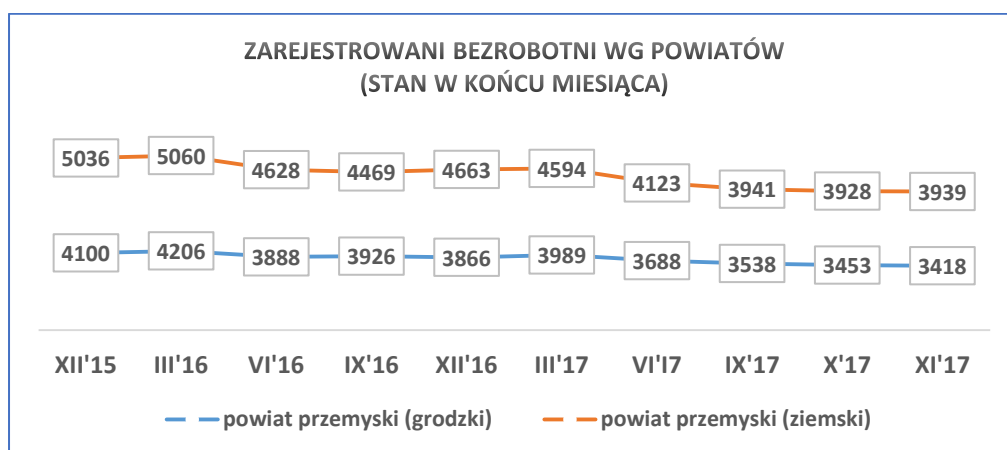 ZAREJESTROWANI BEZROBOTNI WG POWIATÓW
(STAN W KOŃCU MIESIĄCA)
5036 5060 4628 4469 4663 4594 4123 3941 3928 3939
4100 4206 3888 3926 3866 3989 3688 3538 3453 3418
XII'15 III'16 VI'16 IX'16 XII'16 III'17 VI'I7 IX'17 X'17 XI'17
powiat przemyski (grodzki) powiat przemyski (ziemski)